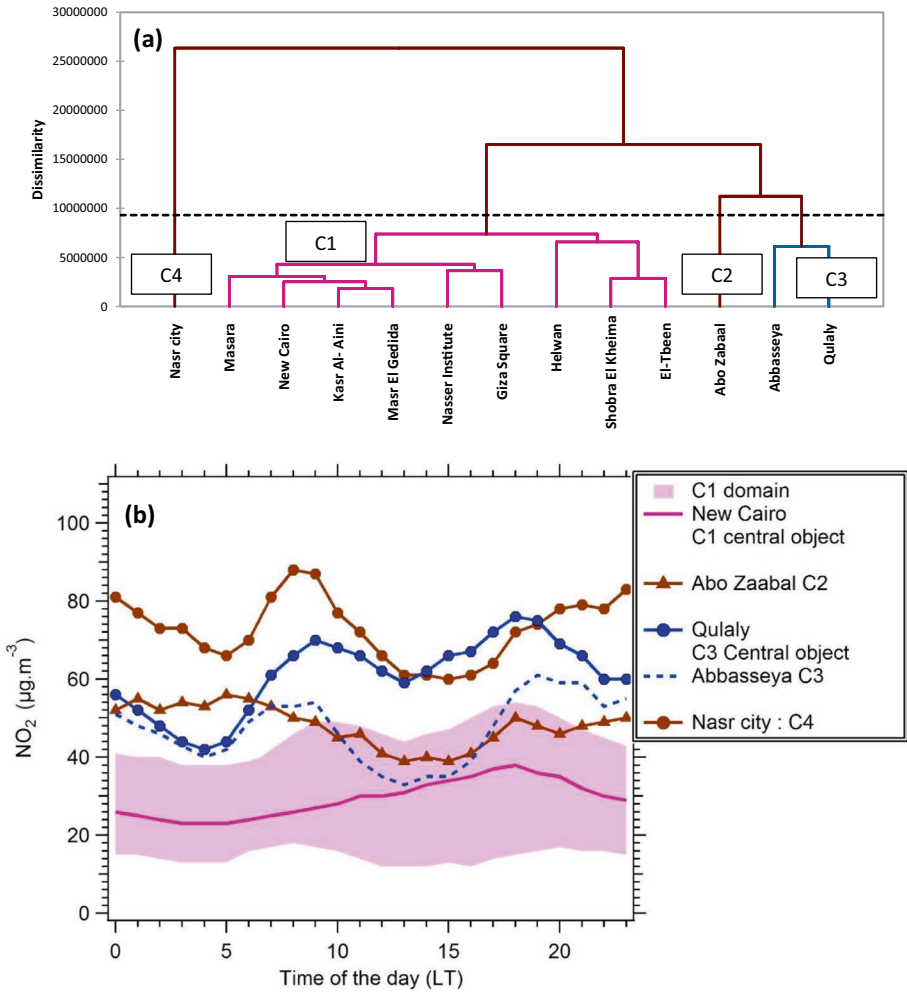 (a)
30000000
25000000
20000000
15000000
10000000
5000000
0
Dissimilarity
C1
C4
C2
C3
Nasr city
Masara
New Cairo
Kasr Al- Aini
Masr El Gedida
Nasser Institute
Giza Square
Helwan
Shobra El Kheima
El-Tbeen
Abo Zabaal
Abbasseya
Qulaly
(b)
100
80
60
40
20
0
NO2 (µg.m-3)
0 5 10 15 20
Time of the day (LT)
C1 domain
New Cairo
C1 central object
Abo Zaabal C2
Qulaly
C3 Central object
Abbasseya C3
Nasr city : C4